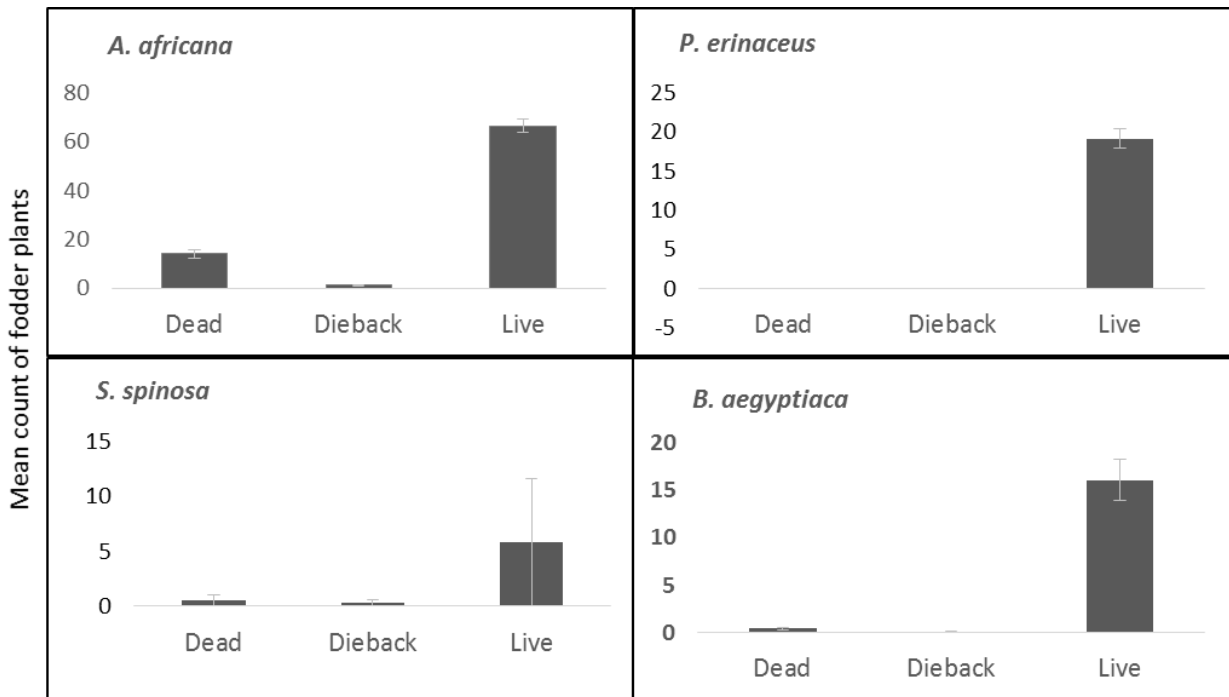 Mean count of fodder plants
A. africana
80
60
40
20
0
Dead Dieback Live
P. erinaceus
25
20
15
10
5
0
-5
Dead Dieback Live
S. spinosa
15
10
5
0
Dead Dieback Live
B. aegyptiaca
20
15
10
5
0
Dead Dieback Live